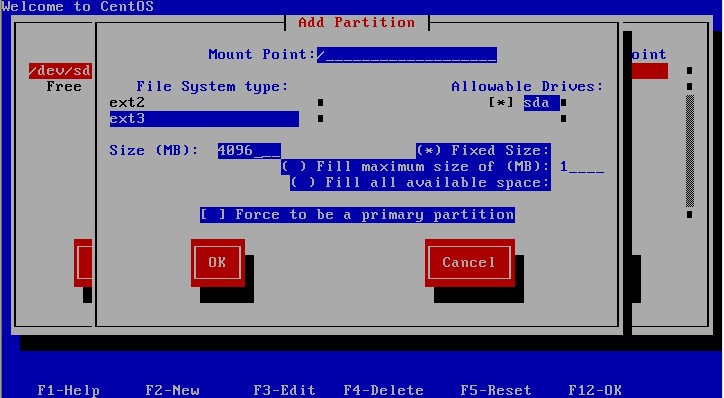 Welcome to CentOS
Add Partition
Mount Point:/___________________ oint
/dev/sd File System type: Allowable Drives:
Free ext2 [*] sda
ext3
Size (MB): 4096___ (*) Fixed Size:
( ) Fill maximum size of (MB): 1____
( ) Fill all available space:
[ ] Force to be a primary partition
OK Cancel
F1-Help F2-New F3-Edit F4-Delete F5-Reset F12-OK